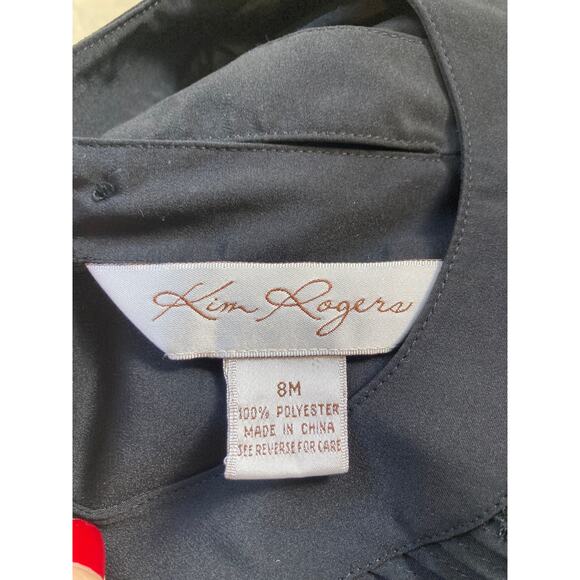 Kim Rogers
8M
100% POLYESTER
MADE IN CHINA
SEE REVERSE FOR CARE